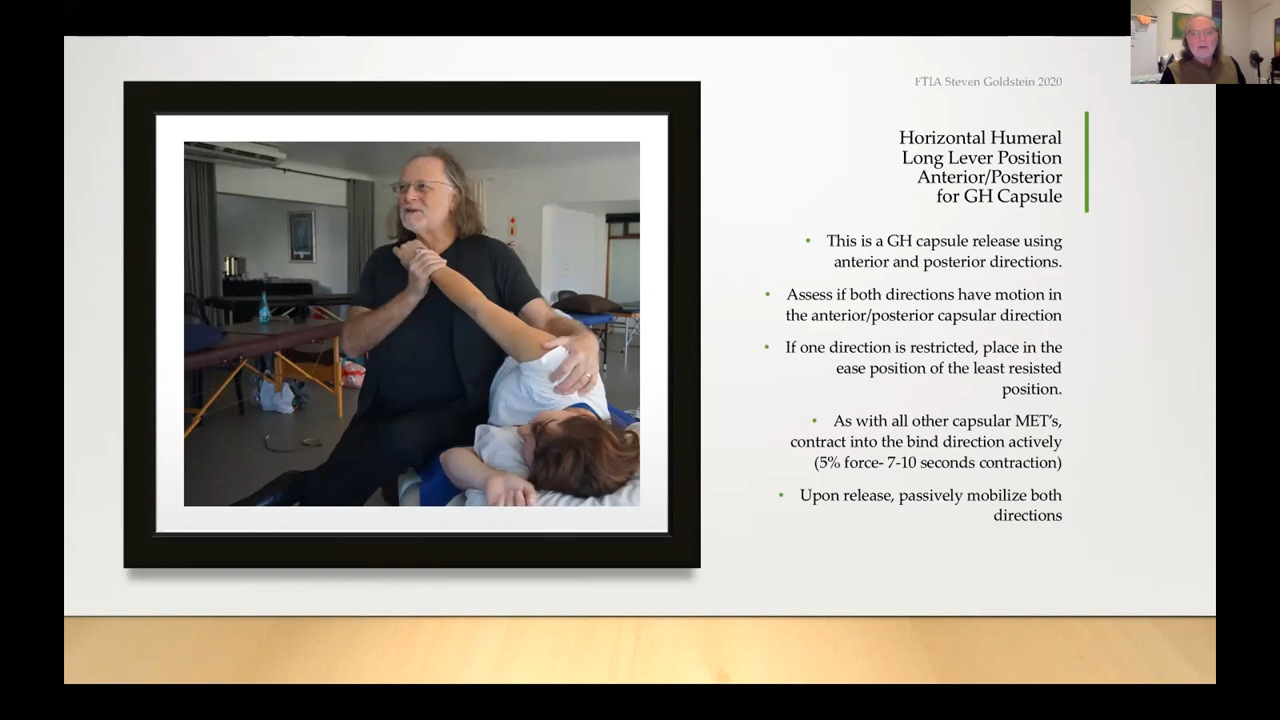 FTIA Steven Goldstein 2020
Horizontal Humeral
Long Lever Position
Anterior/Posterior
for GH Capsule
• This is a GH capsule release using
anterior and posterior directions.
• Assess if both directions have motion in
the anterior/posterior capsular direction
• If one direction is restricted, place in the
ease position of the least resisted
position.
• As with all other capsular MET's,
contract into the bind direction actively
(5% force- 7-10 seconds contraction)
• Upon release, passively mobilize both
directions